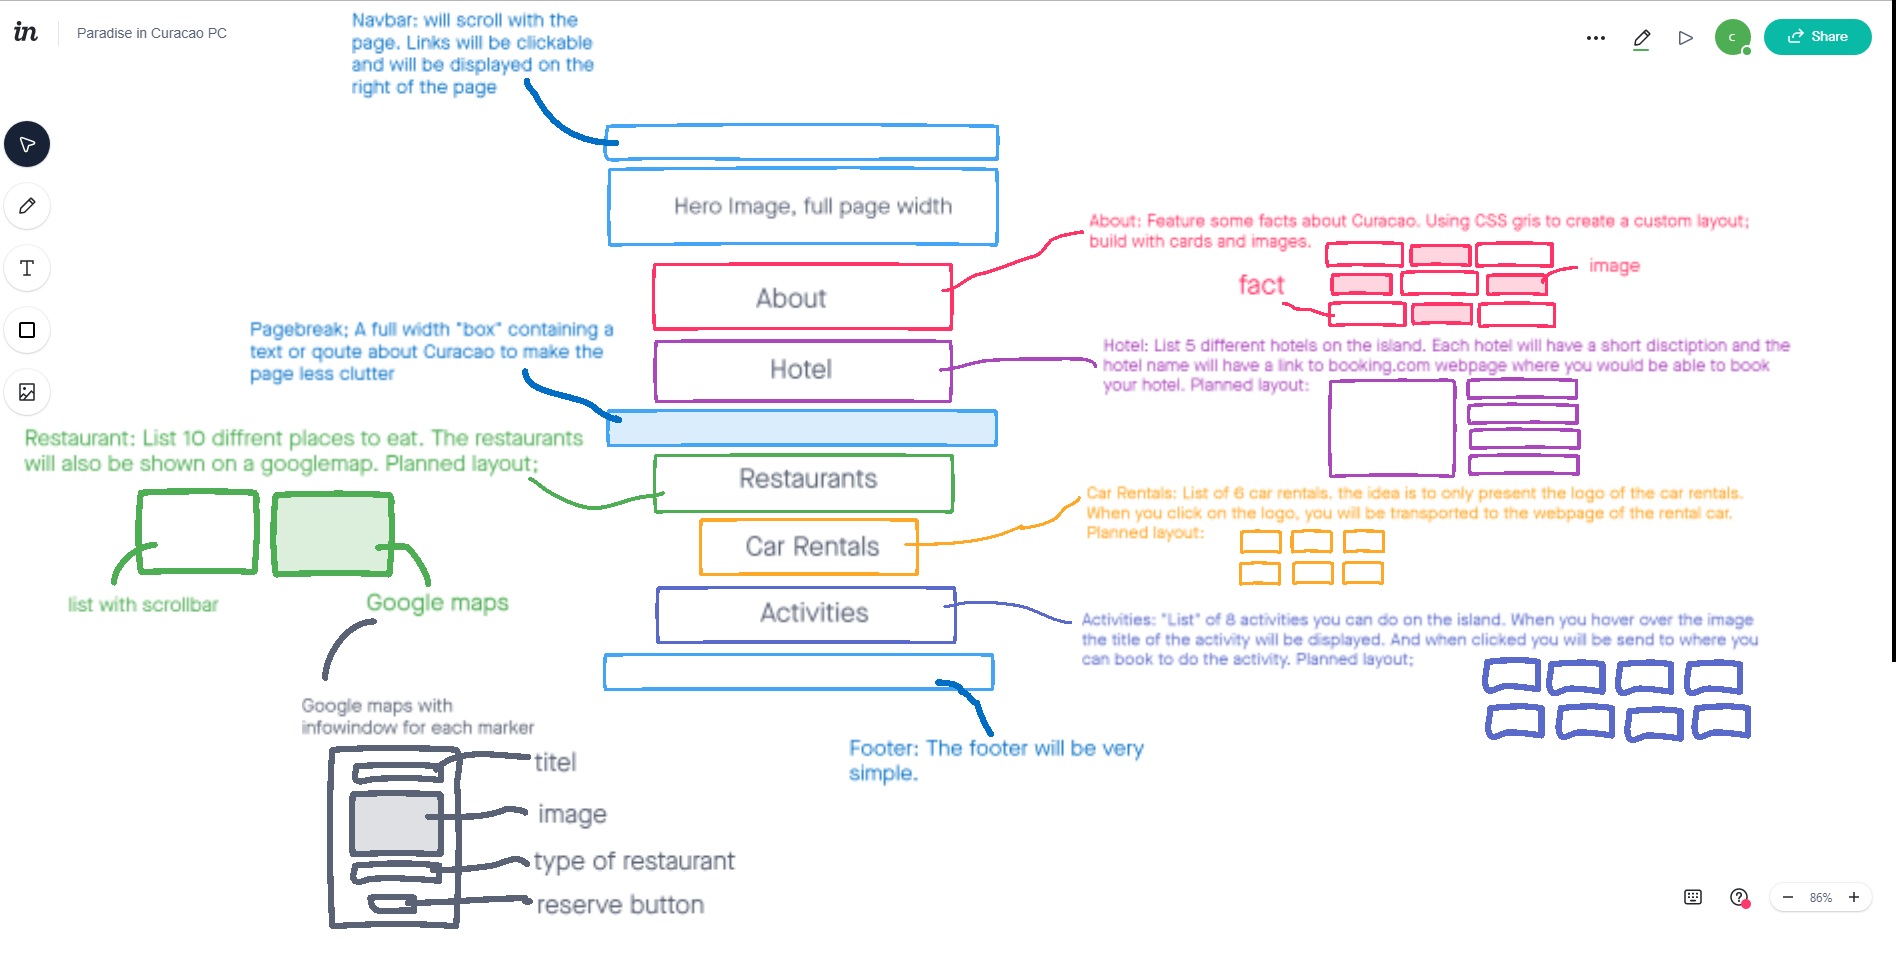 in
Paradise in Curacao PC
C
Share
Navbar: will scroll with the
page. Links will be clickable
and will be displayed on the
right of the page
Hero Image, full page width
About: Feature some facts about Curacao. Using CSS gris to create a custom layout;
build with cards and images.
fact
image
About
Pagebreak; A full width "box" containing a
text or qoute about Curacao to make the
page less clutter
Hotel
Hotel: List 5 different hotels on the island. Each hotel will have a short disctiption and the
hotel name will have a link to booking.com webpage where you would be able to book
your hotel. Planned layout:
Restaurant: List 10 diffrent places to eat. The restaurants
will also be shown on a googlemap. Planned layout;
list with scrollbar
Google maps
Restaurants
Car Rentals: List of 6 car rentals. the idea is to only present the logo of the car rentals.
When you click on the logo, you will be transported to the webpage of the rental car.
Planned layout:
Car Rentals
Activities
Activities: "List" of 8 activities you can do on the island. When you hover over the image
the title of the activity will be displayed. And when clicked you will be send to where you
can book to do the activity. Planned layout;
Google maps with
infowindow for each marker
titel
image
type of restaurant
reserve button
Footer: The footer will be very
simple.
86%